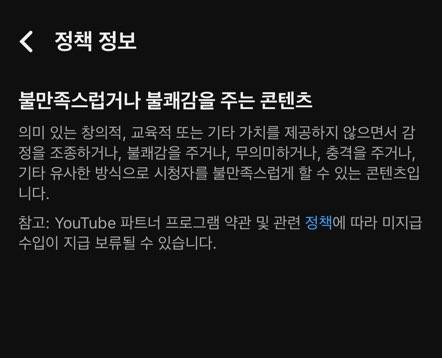 정책 정보
불만족스럽거나 불쾌감을 주는 콘텐츠
의미 있는 창의적, 교육적 또는 기타 가치를 제공하지 않으면서 감
정을 조종하거나, 불쾌감을 주거나, 무의미하거나, 충격을 주거나,
기타 유사한 방식으로 시청자를 불만족스럽게 할 수 있는 콘텐츠입
니다.
참고: YouTube 파트너 프로그램 약관 및 관련 정책에 따라 미지급
수입이 지급 보류될 수 있습니다.